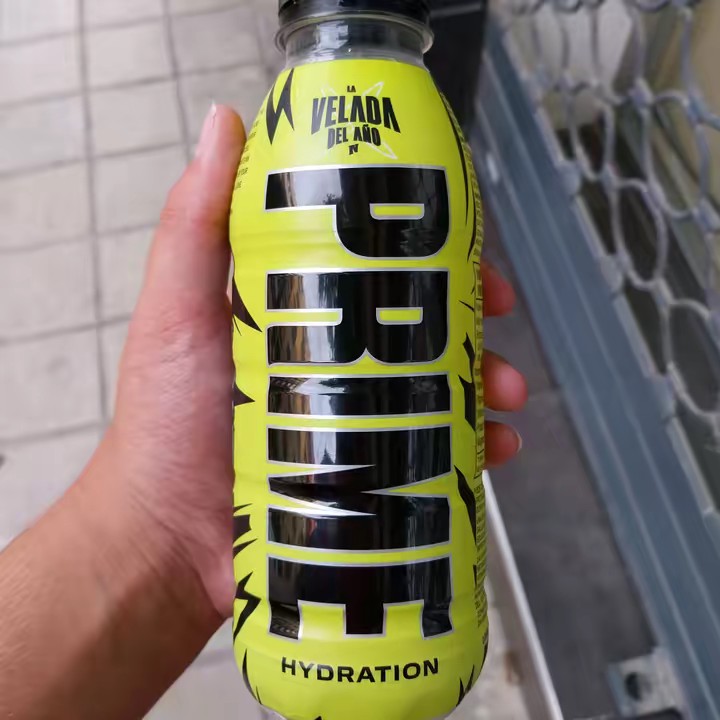 LA
VELADA
DEL AÑO
IV
PRIME
HYDRATION